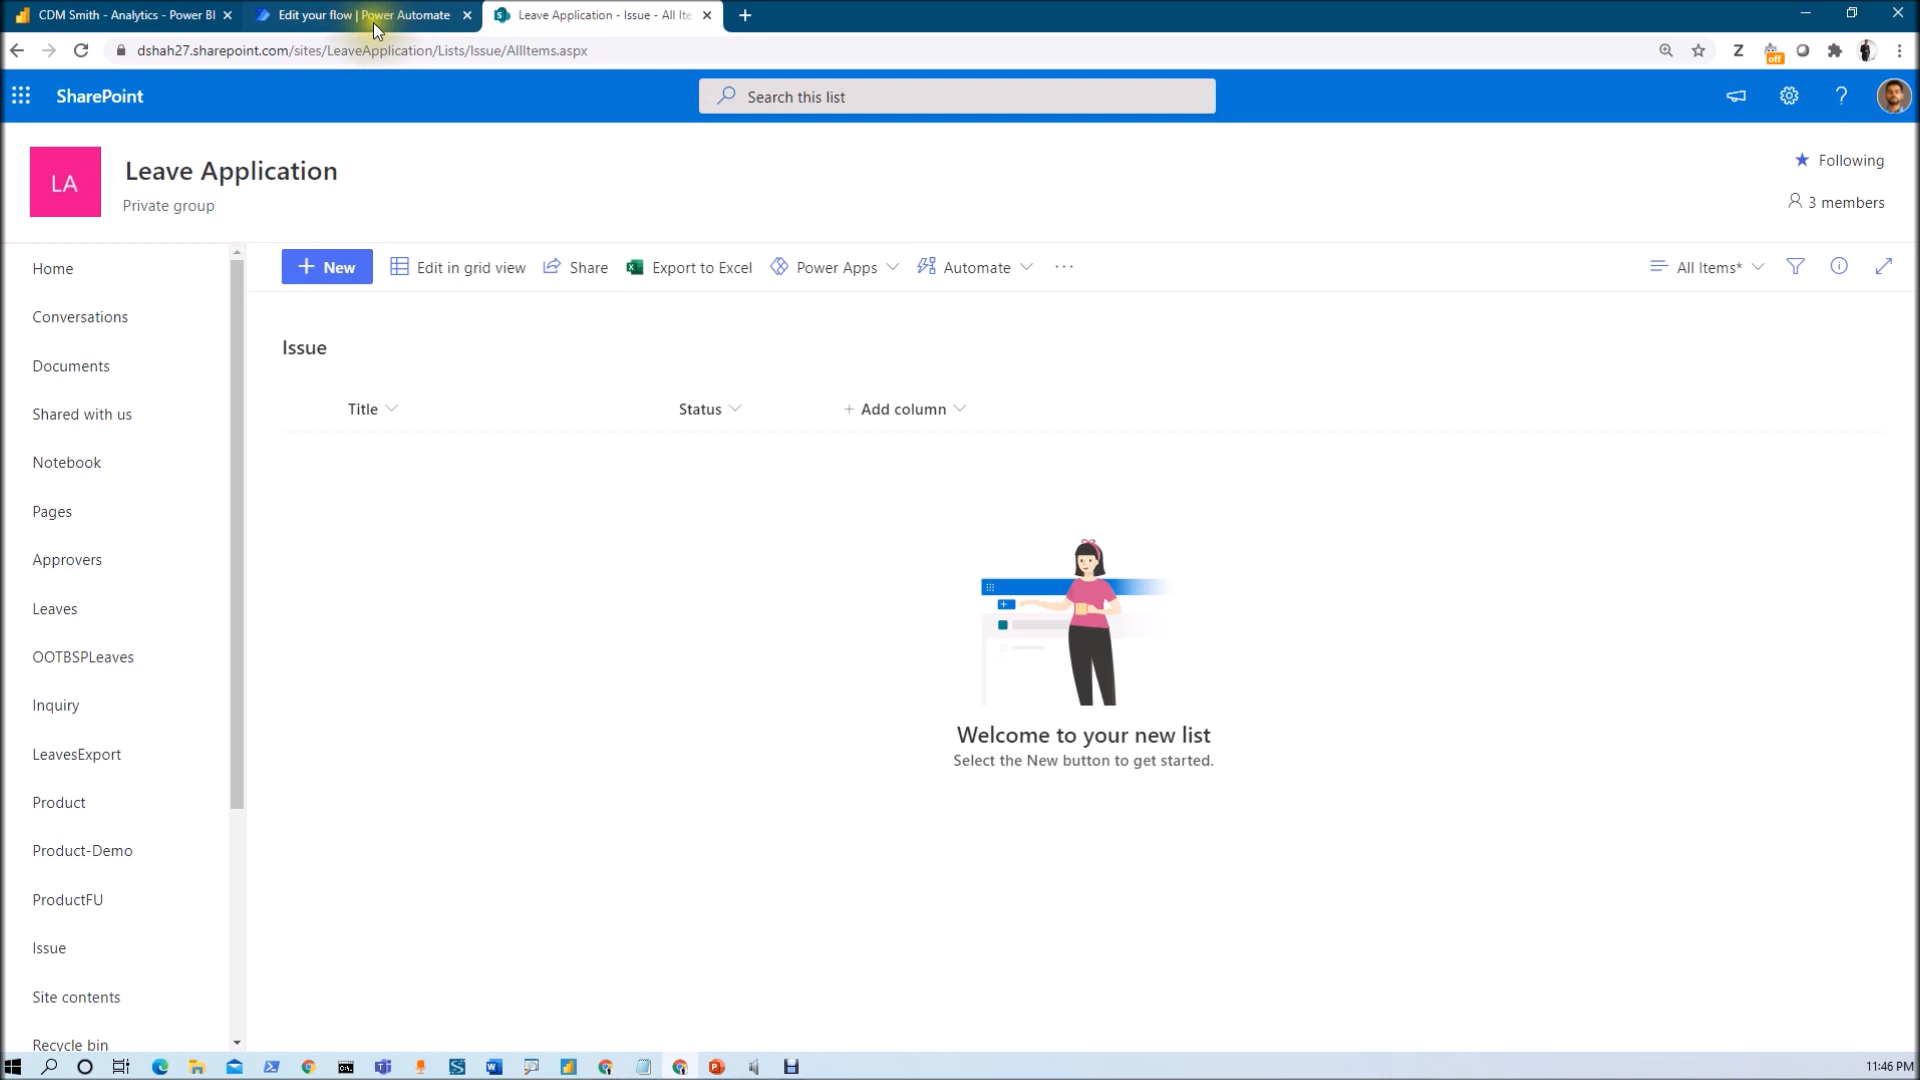 CDM Smith - Analytics - Power BI
Edit your flow | Power Automate
Leave Application - Issue - All Ite
dshah27.sharepoint.com/sites/LeaveApplication/Lists/Issue/AllItems.aspx
Z
off
SharePoint
Search this list
?
LA
Leave Application
Private group
Following
3 members
+ New
Edit in grid view
Share
Export to Excel
Power Apps
Automate
...
All Items*
Home
Conversations
Documents
Shared with us
Notebook
Pages
Approvers
Leaves
OOTBSPLeaves
Inquiry
LeavesExport
Product
Product-Demo
ProductFU
Issue
Site contents
Recycle bin
Issue
Title
Status
+ Add column
Welcome to your new list
Select the New button to get started.
11:46 PM